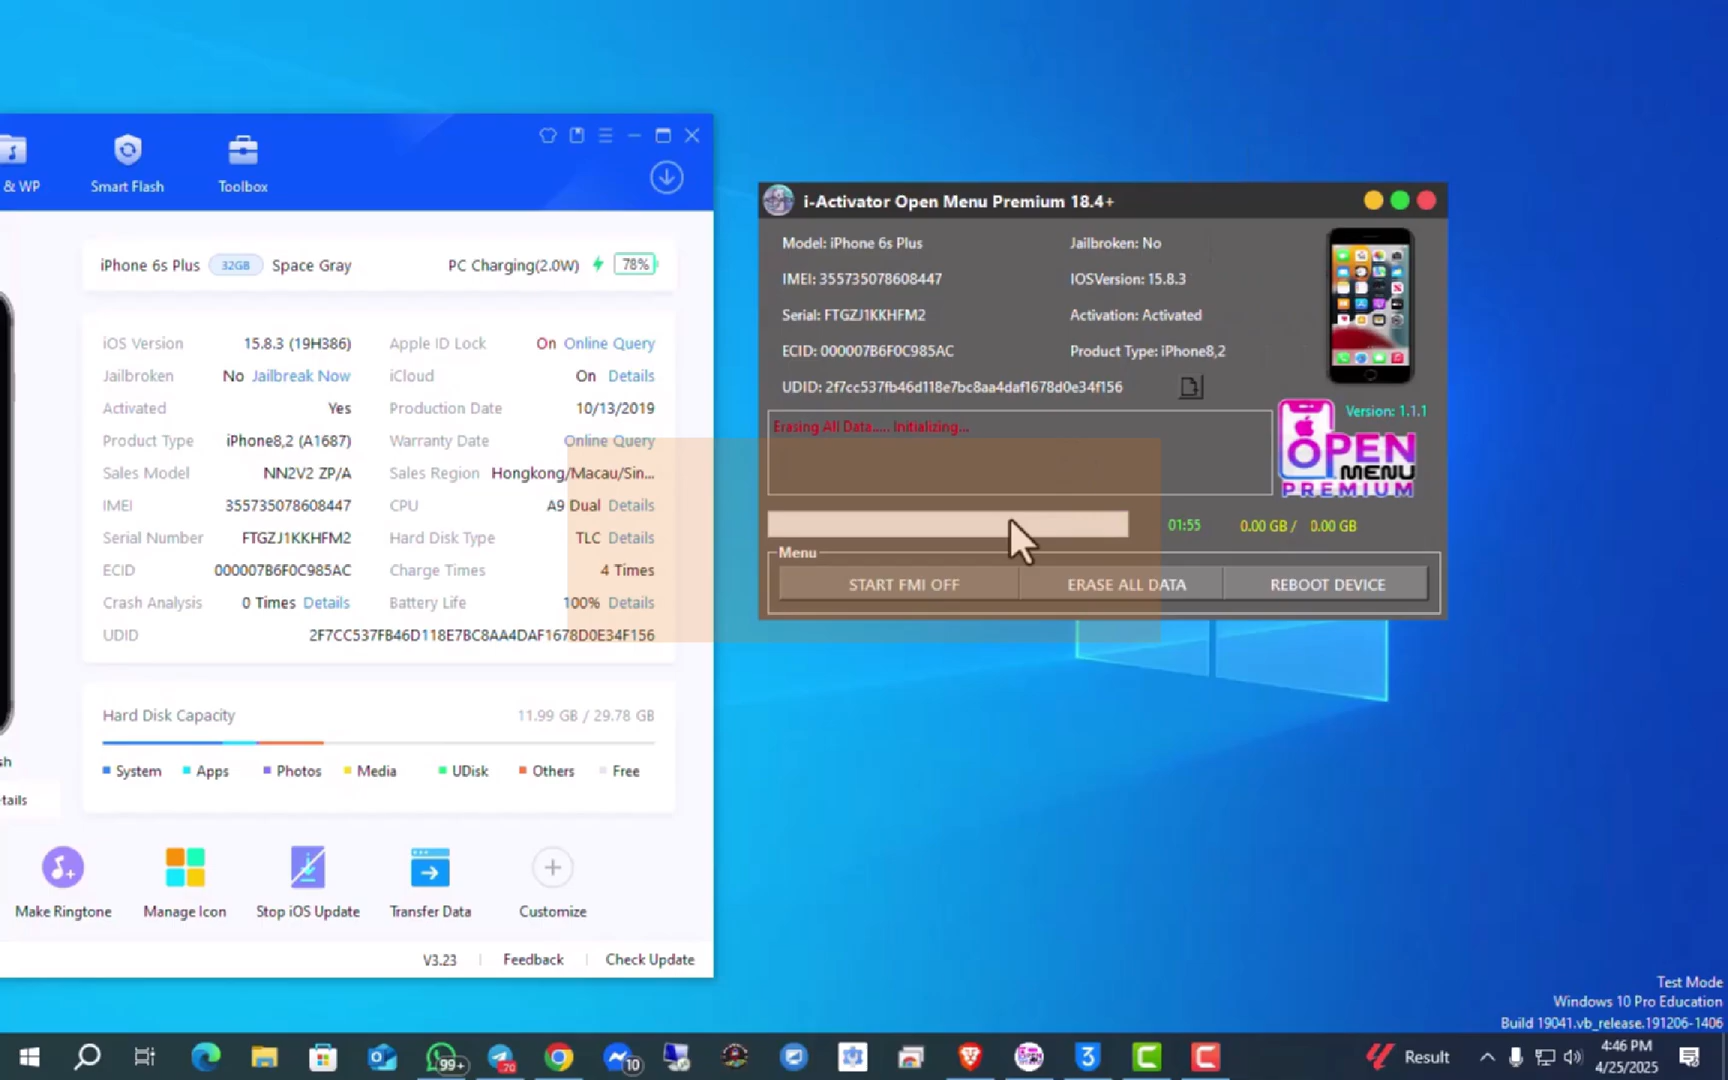 & WP
Smart Flash
Toolbox
iPhone 6s Plus 32GB Space Gray PC Charging(2.0W) 78%
iOS Version 15.8.3 (19H386) Apple ID Lock On Online Query
Jailbroken No Jailbreak Now iCloud On Details
Activated Yes Production Date 10/13/2019
Product Type iPhone8,2 (A1687) Warranty Date Online Query
Sales Model NN2V2 ZP/A Sales Region Hongkong/Macau/Sin...
IMEI 355735078608447 CPU A9 Dual Details
Serial Number FTGZJ1KKHFM2 Hard Disk Type TLC Details
ECID 000007B6F0C985AC Charge Times 4 Times
Crash Analysis 0 Times Details Battery Life 100% Details
UDID 2F7CC537FB46D118E7BC8AA4DAF1678D0E34F156
Hard Disk Capacity 11.99 GB / 29.78 GB
System Apps Photos Media UDisk Others Free
sh
tails
Make Ringtone Manage Icon Stop iOS Update Transfer Data Customize
V3.23 Feedback Check Update
i-Activator Open Menu Premium 18.4+
Model: iPhone 6s Plus Jailbroken: No
IMEI: 355735078608447 IOSVersion: 15.8.3
Serial: FTGZJ1KKHFM2 Activation: Activated
ECID: 000007B6F0C985AC Product Type: iPhone8,2
UDID: 2f7cc537fb46d118e7bc8aa4daf1678d0e34f156
Erasing All Data..... Initializing...
Version: 1.1.1
OPEN
MENU
PREMIUM
01:55 0.00 GB / 0.00 GB
Menu
START FMI OFF ERASE ALL DATA REBOOT DEVICE
Test Mode
Windows 10 Pro Education
Build 19041.vb_release.191206-1406
99+
70
10
3
Result
4:46 PM
4/25/2025